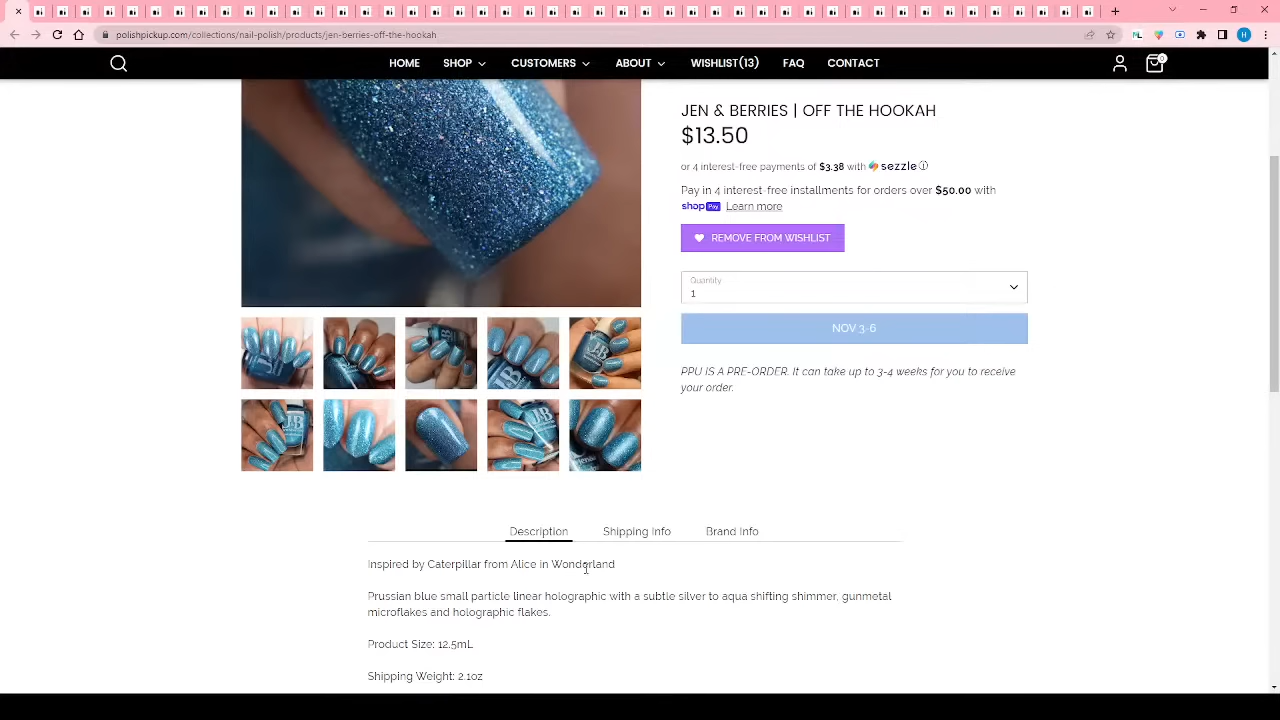 polishpickup.com/collections/nail-polish/products/jen-berries-off-the-hookah
HOME SHOP CUSTOMERS ABOUT WISHLIST(13) FAQ CONTACT
0
JEN & BERRIES | OFF THE HOOKAH
$13.50
or 4 interest-free payments of $3.38 with sezzle
Pay in 4 interest-free installments for orders over $50.00 with
shop Pay Learn more
REMOVE FROM WISHLIST
Quantity
1
NOV 3-6
PPU IS A PRE-ORDER. It can take up to 3-4 weeks for you to receive
your order.
Description Shipping Info Brand Info
Inspired by Caterpillar from Alice in Wonderland
Prussian blue small particle linear holographic with a subtle silver to aqua shifting shimmer, gunmetal
microflakes and holographic flakes.
Product Size: 12.5mL
Shipping Weight: 2.1oz